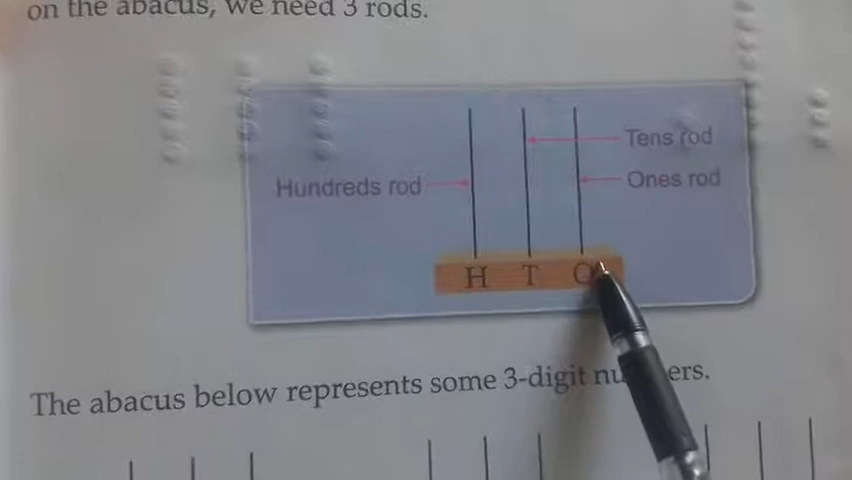 on the abacus, we need 3 rods.
Tens rod
Hundreds rod
Ones rod
H T O
The abacus below represents some 3-digit